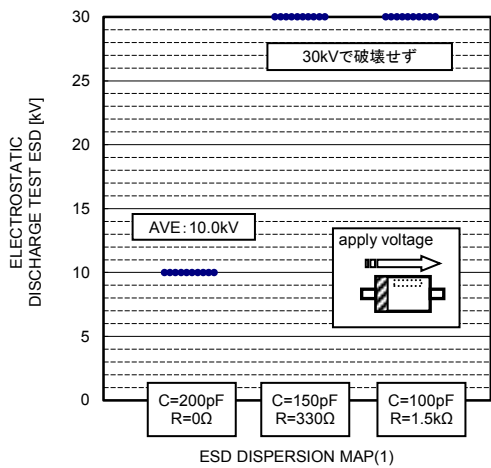 ELECTROSTATIC
DISCHARGE TEST ESD [kV]
30
25
20
15
10
5
0
30kVで破壊せず
AVE：10.0kV
apply voltage
C=200pF
R=0Ω
C=150pF
R=330Ω
C=100pF
R=1.5kΩ
ESD DISPERSION MAP(1)